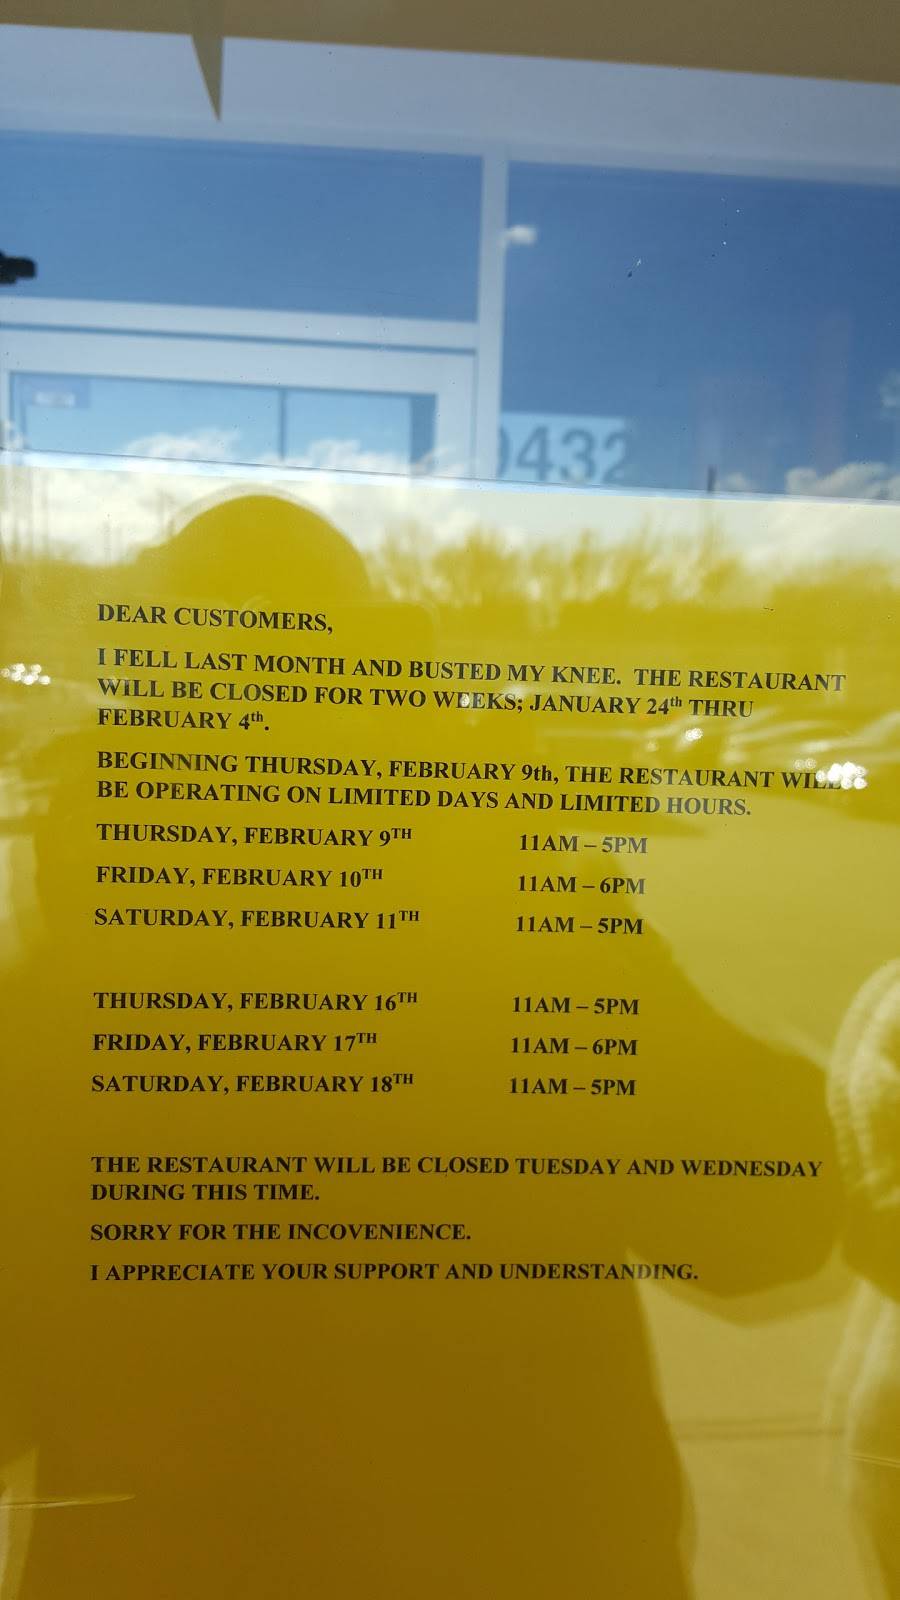 432
DEAR CUSTOMERS,
I FELL LAST MONTH AND BUSTED MY KNEE. THE RESTAURANT
WILL BE CLOSED FOR TWO WEEKS; JANUARY 24th THRU
FEBRUARY 4th.
BEGINNING THURSDAY, FEBRUARY 9th, THE RESTAURANT WILL
BE OPERATING ON LIMITED DAYS AND LIMITED HOURS.
THURSDAY, FEBRUARY 9TH 11AM – 5PM
FRIDAY, FEBRUARY 10TH 11AM – 6PM
SATURDAY, FEBRUARY 11TH 11AM – 5PM
THURSDAY, FEBRUARY 16TH 11AM – 5PM
FRIDAY, FEBRUARY 17TH 11AM – 6PM
SATURDAY, FEBRUARY 18TH 11AM – 5PM
THE RESTAURANT WILL BE CLOSED TUESDAY AND WEDNESDAY
DURING THIS TIME.
SORRY FOR THE INCOVENIENCE.
I APPRECIATE YOUR SUPPORT AND UNDERSTANDING.